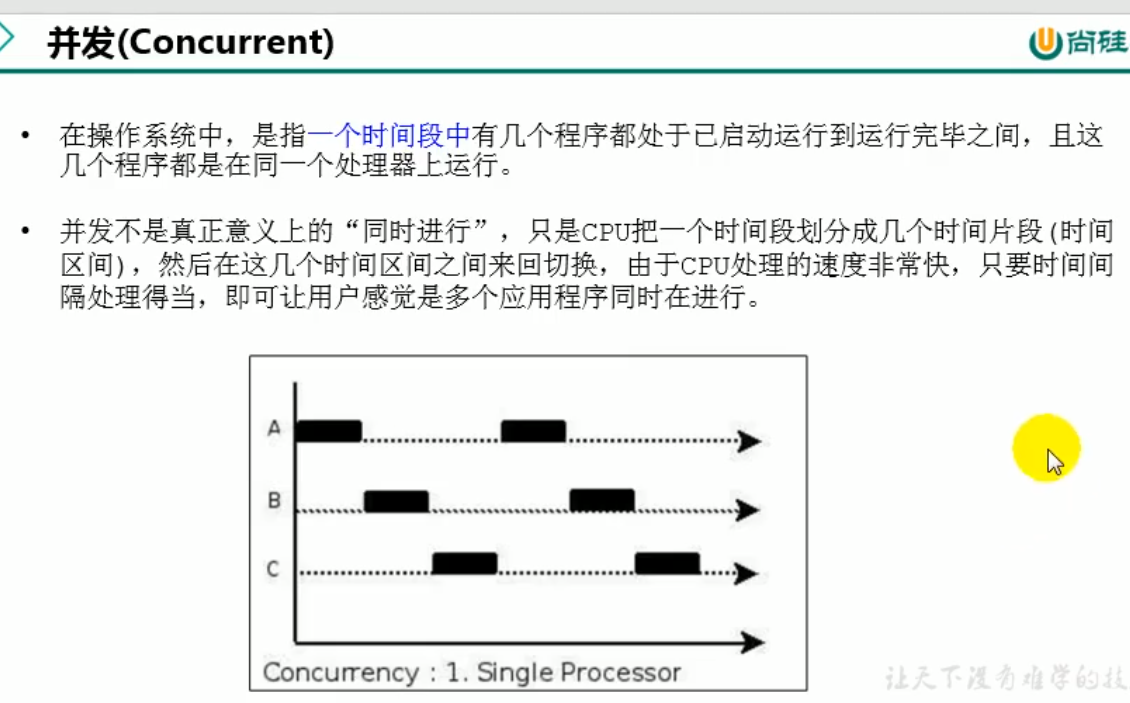 并发(Concurrent)
尚硅
• 在操作系统中，是指一个时间段中有几个程序都处于已启动运行到运行完毕之间，且这
几个程序都是在同一个处理器上运行。
• 并发不是真正意义上的“同时进行”，只是CPU把一个时间段划分成几个时间片段(时间
区间)，然后在这几个时间区间之间来回切换，由于CPU处理的速度非常快，只要时间间
隔处理得当，即可让用户感觉是多个应用程序同时在进行。
A
B
C
Concurrency : 1. Single Processor
让天下没有难学的技